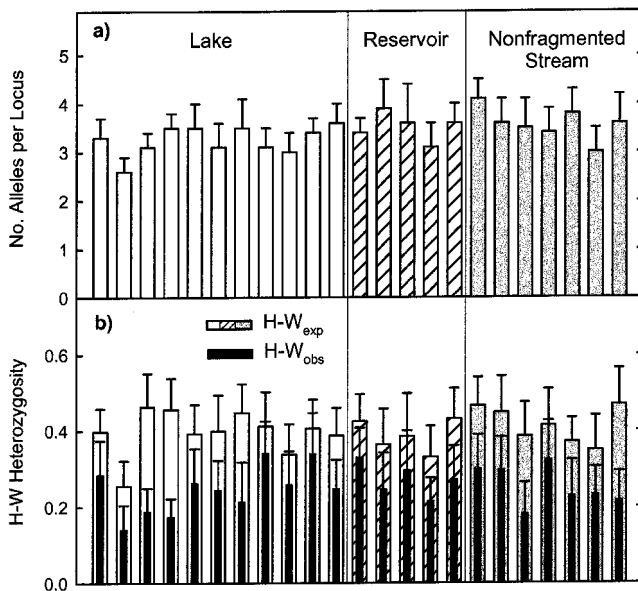 a)
Lake
Reservoir
Nonfragmented
Stream
No. Alleles per Locus
5
4
3
2
1
0
b)
H-Wexp
H-Wobs
H-W Heterozygosity
0.6
0.4
0.2
0.0